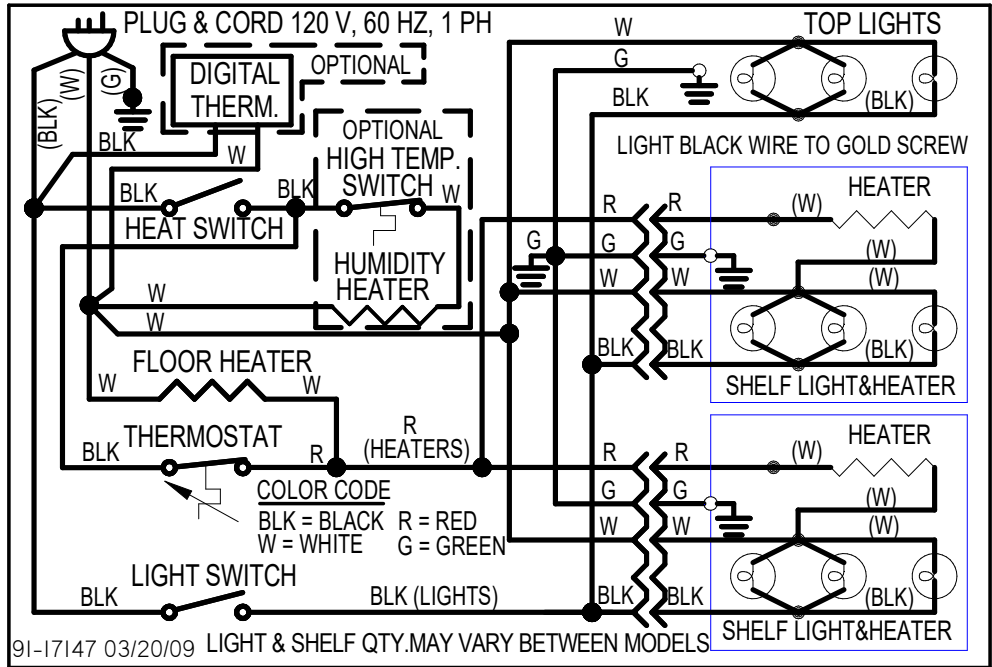 PLUG & CORD 120 V, 60 HZ, 1 PH
TOP LIGHTS
W
G
BLK
(BLK)
(BLK)
(W)
(G)
DIGITAL
THERM.
OPTIONAL
BLK
W
OPTIONAL
HIGH TEMP.
SWITCH
W
LIGHT BLACK WIRE TO GOLD SCREW
BLK
HEAT SWITCH
BLK
HUMIDITY
HEATER
W
W
R
R
(W)
HEATER
G
G
G
(W)
W
W
(W)
BLK
BLK
(BLK)
SHELF LIGHT&HEATER
FLOOR HEATER
W
W
THERMOSTAT
BLK
R
R
(HEATERS)
R
R
(W)
HEATER
G
G
(W)
W
W
(W)
BLK
BLK
(BLK)
SHELF LIGHT&HEATER
COLOR CODE
BLK = BLACK R = RED
W = WHITE G = GREEN
LIGHT SWITCH
BLK
BLK (LIGHTS)
91-17147 03/20/09
LIGHT & SHELF QTY.MAY VARY BETWEEN MODELS